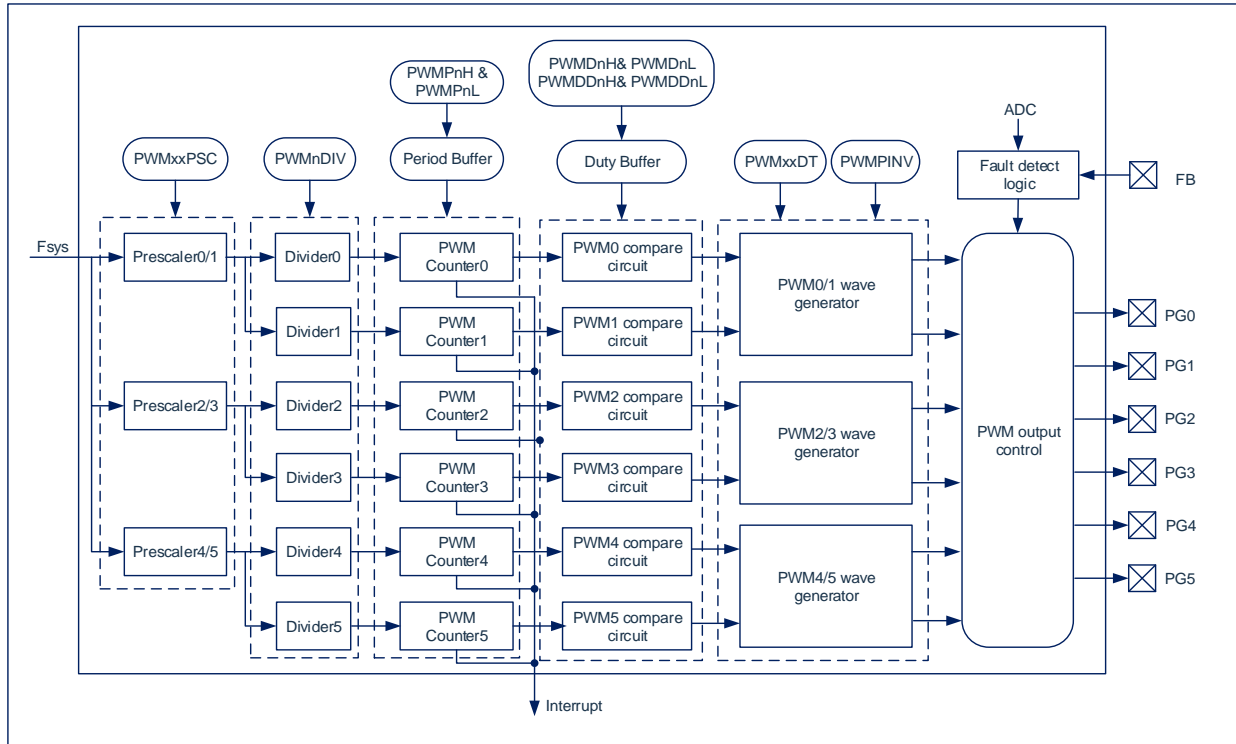 PWMPnH &
PWMPnL
PWMDnH& PWMDnL
PWMDDnH& PWMDDnL
ADC
PWMxxPSC
PWMnDIV
Period Buffer
Duty Buffer
PWMxxDT
PWMPINV
Fault detect
logic
FB
Fsys
Prescaler0/1
Divider0
PWM
Counter0
PWM0 compare
circuit
PWM0/1 wave
generator
Divider1
PWM
Counter1
PWM1 compare
circuit
Prescaler2/3
Divider2
PWM
Counter2
PWM2 compare
circuit
PWM2/3 wave
generator
Divider3
PWM
Counter3
PWM3 compare
circuit
Prescaler4/5
Divider4
PWM
Counter4
PWM4 compare
circuit
PWM4/5 wave
generator
Divider5
PWM
Counter5
PWM5 compare
circuit
PWM output
control
PG0
PG1
PG2
PG3
PG4
PG5
Interrupt